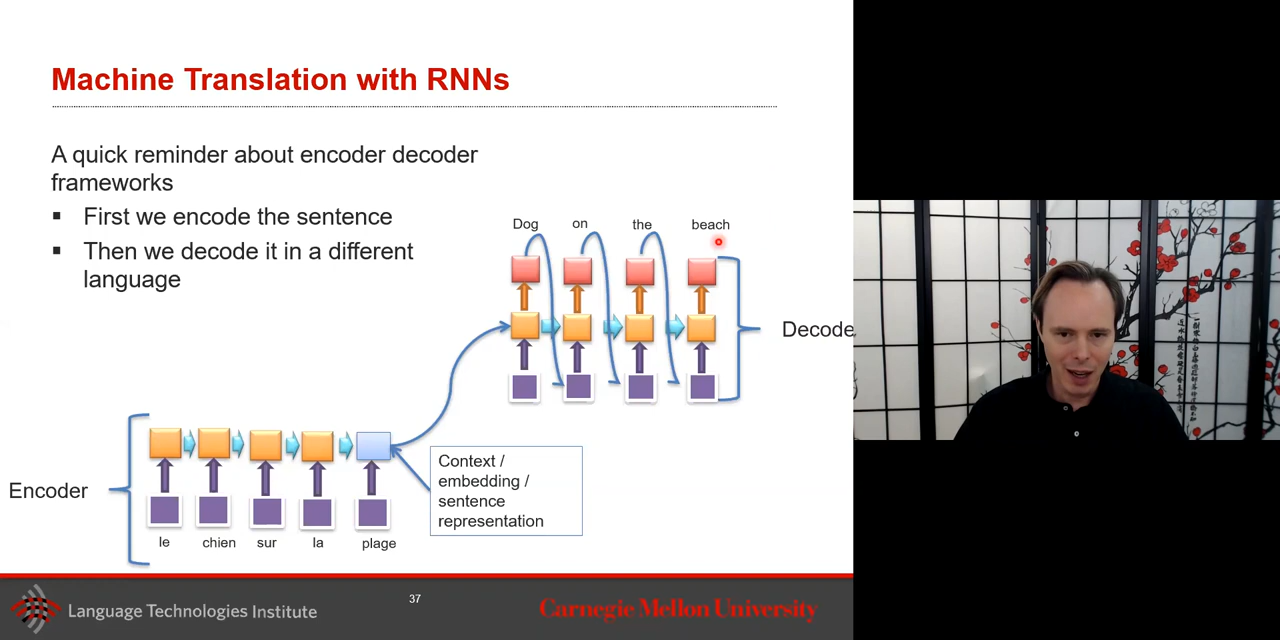 Machine Translation with RNNs
A quick reminder about encoder decoder
frameworks
▪ First we encode the sentence
▪ Then we decode it in a different
language
Dog on the beach
Decode
Encoder
Context /
embedding /
sentence
representation
le chien sur la plage
37
Language Technologies Institute
Carnegie Mellon University